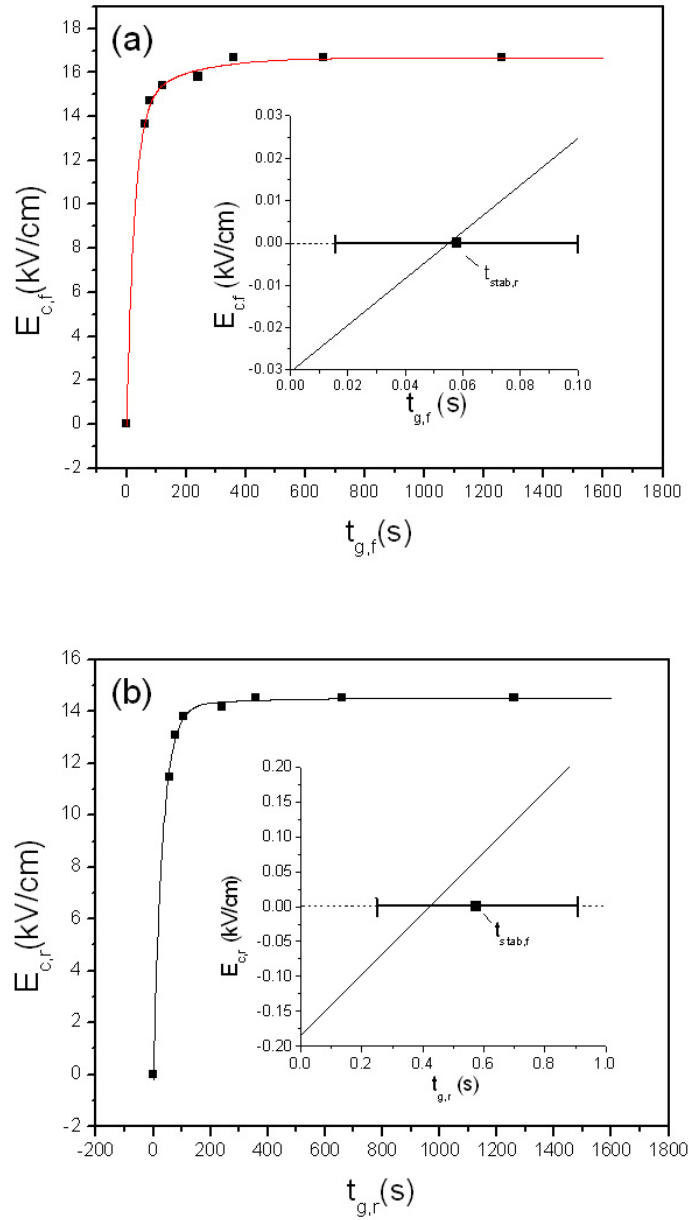 (a)
18
16
14
12
10
8
6
4
2
0
-2
E_c,f (kV/cm)
0 200 400 600 800 1000 1200 1400 1600 1800
t_g,f (s)
0.03
0.02
0.01
0.00
-0.01
-0.02
-0.03
E_c,f (kV/cm)
t_stab,r
0.00 0.02 0.04 0.06 0.08 0.10
t_g,f (s)
(b)
16
14
12
10
8
6
4
2
0
-2
E_c,r (kV/cm)
-200 0 200 400 600 800 1000 1200 1400 1600 1800
t_g,r (s)
0.20
0.15
0.10
0.05
0.00
-0.05
-0.10
-0.15
-0.20
E_c,r (kV/cm)
t_stab,f
0.0 0.2 0.4 0.6 0.8 1.0
t_g,r (s)